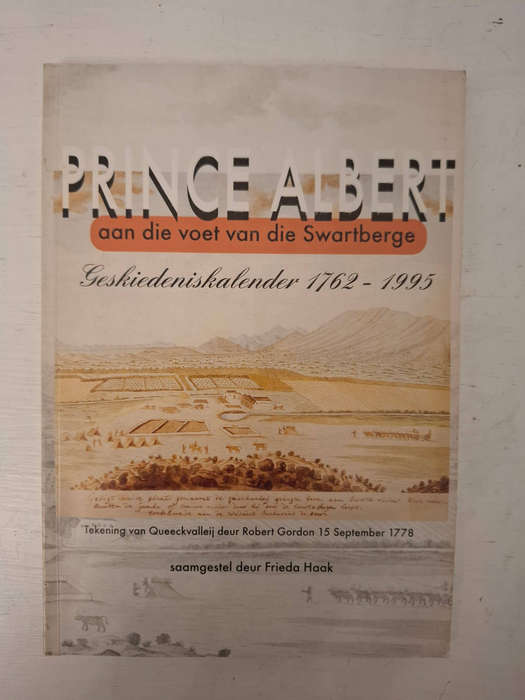 PRINCE ALBERT
aan die voet van die Swartberge
Geskiedeniskalender 1762 - 1995
Tekening van Queeckvalleij deur Robert Gordon 15 September 1778
saamgestel deur Frieda Haak